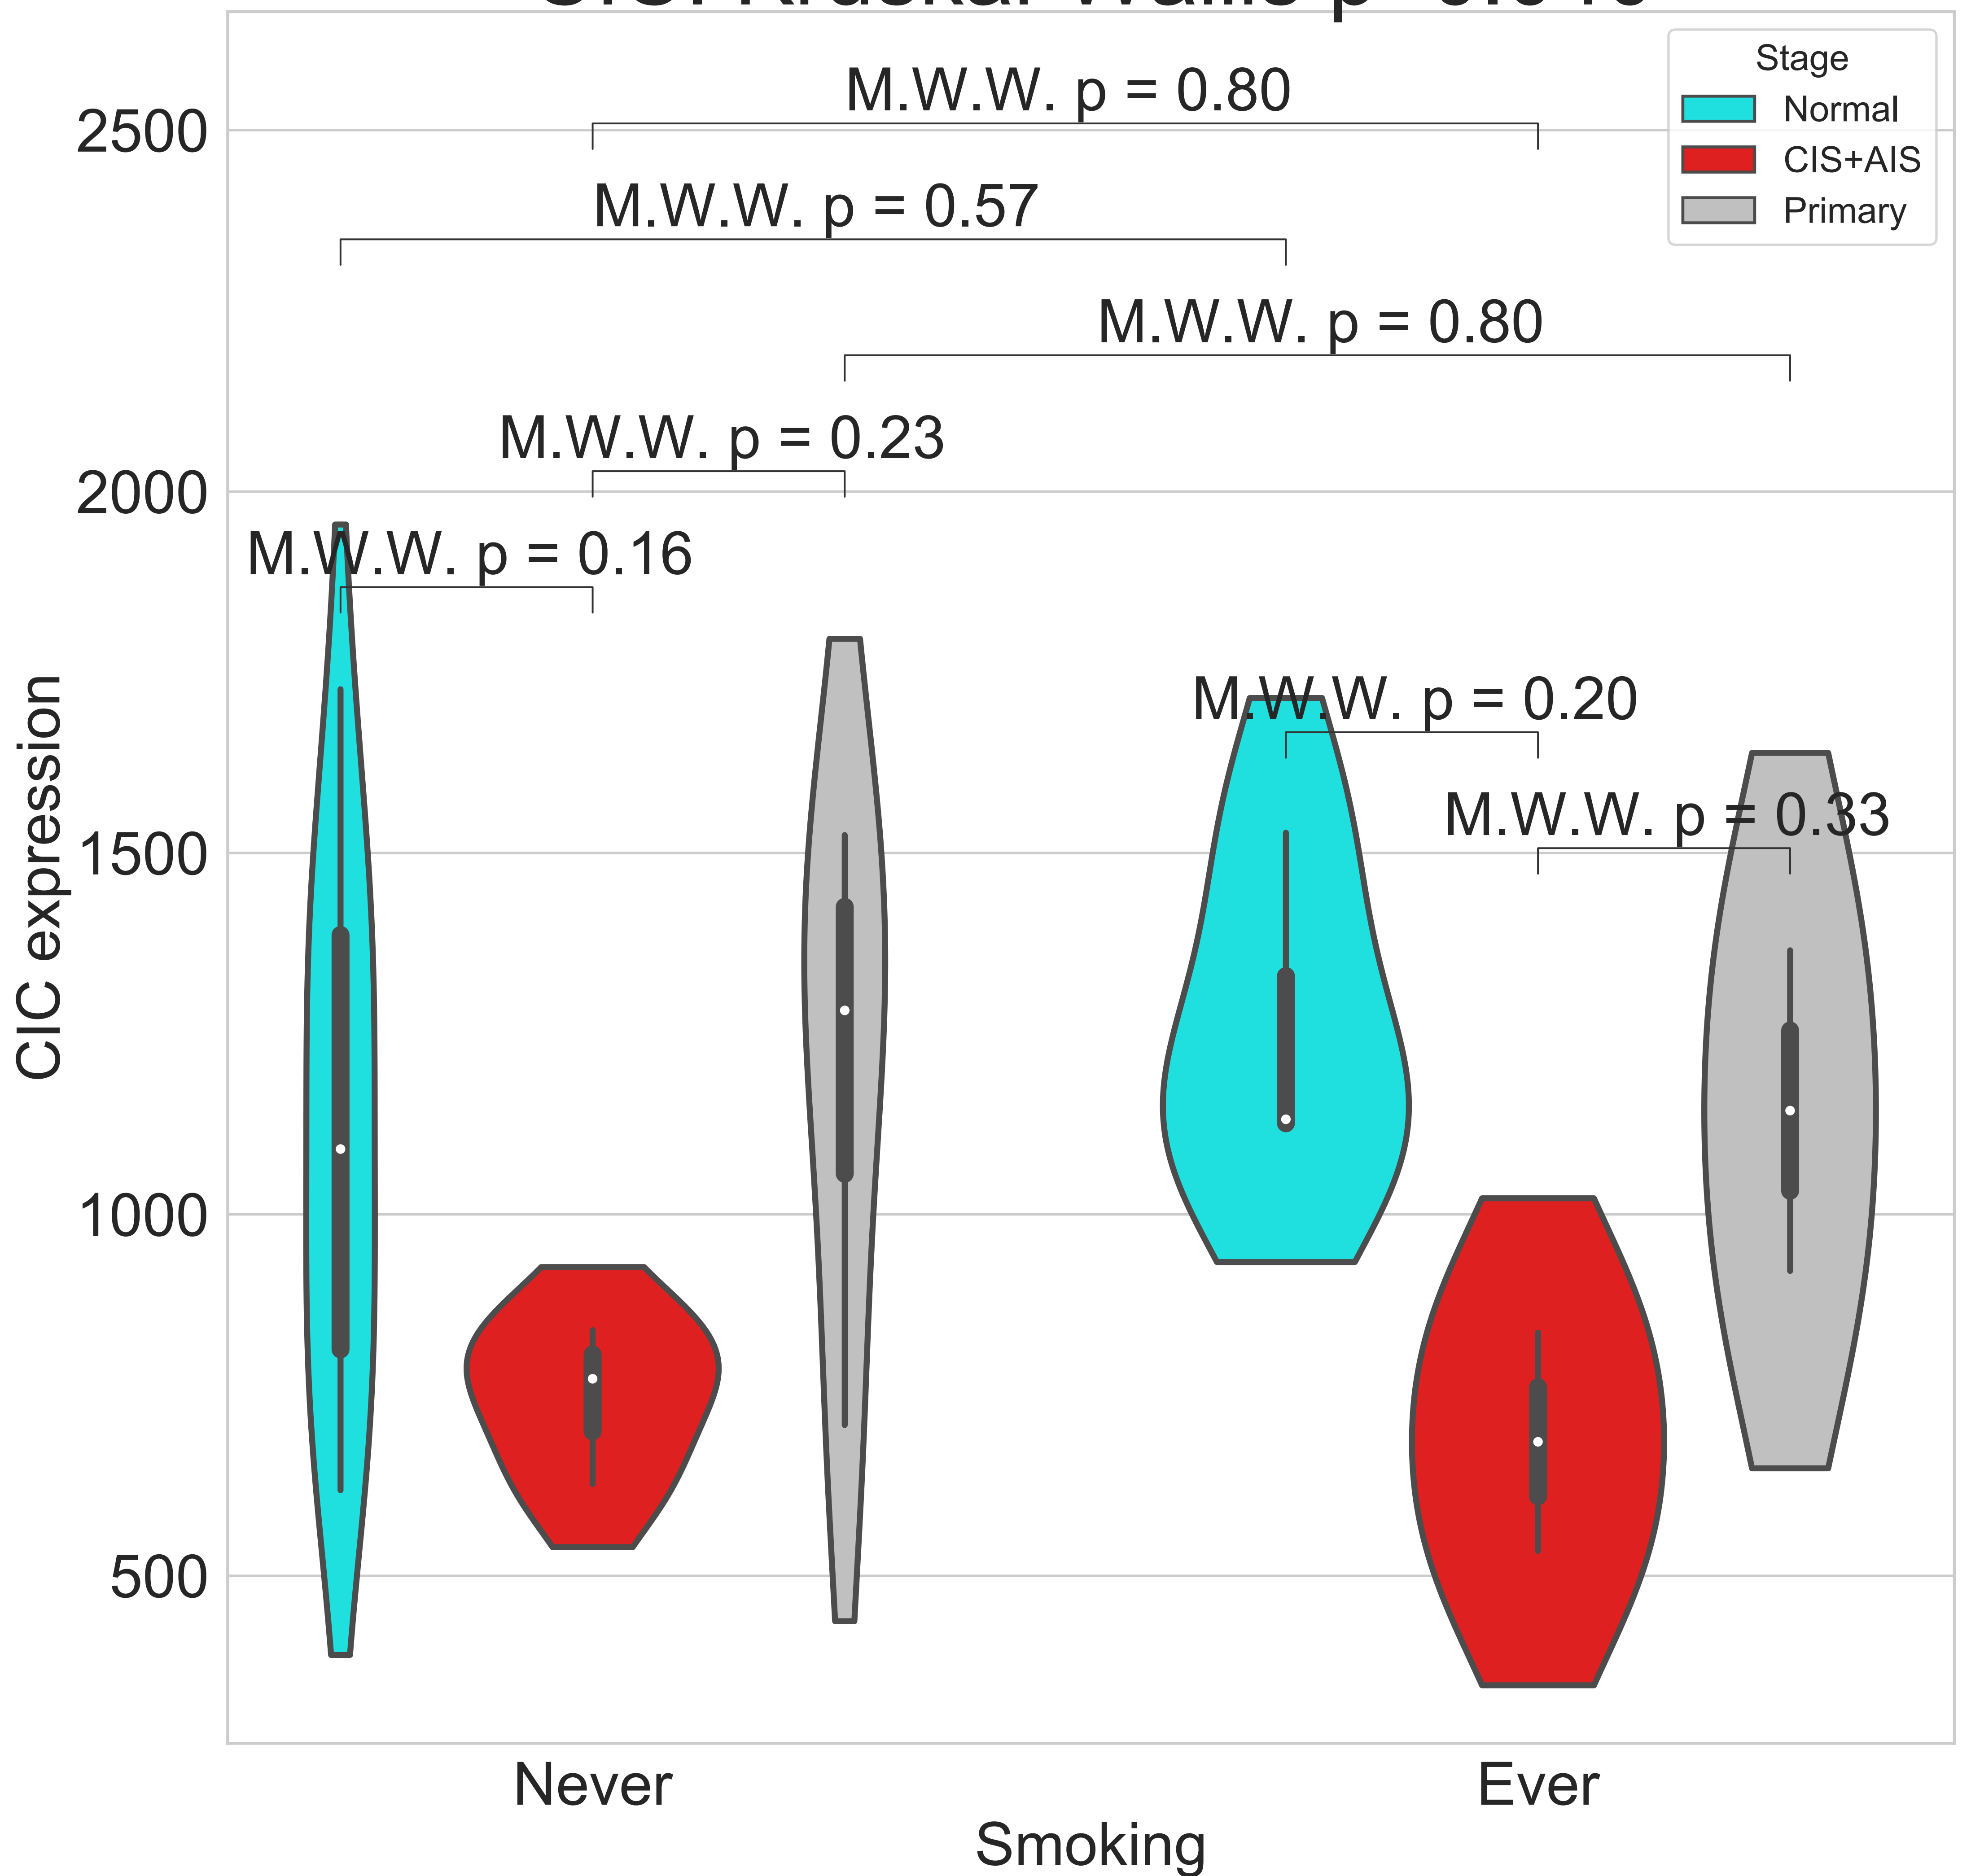 Stage
Normal
CIS+AIS
Primary
M.W.W. p = 0.80
M.W.W. p = 0.57
M.W.W. p = 0.80
M.W.W. p = 0.23
M.W.W. p = 0.16
M.W.W. p = 0.20
M.W.W. p = 0.33
2500
2000
1500
1000
500
CIC expression
Never
Ever
Smoking